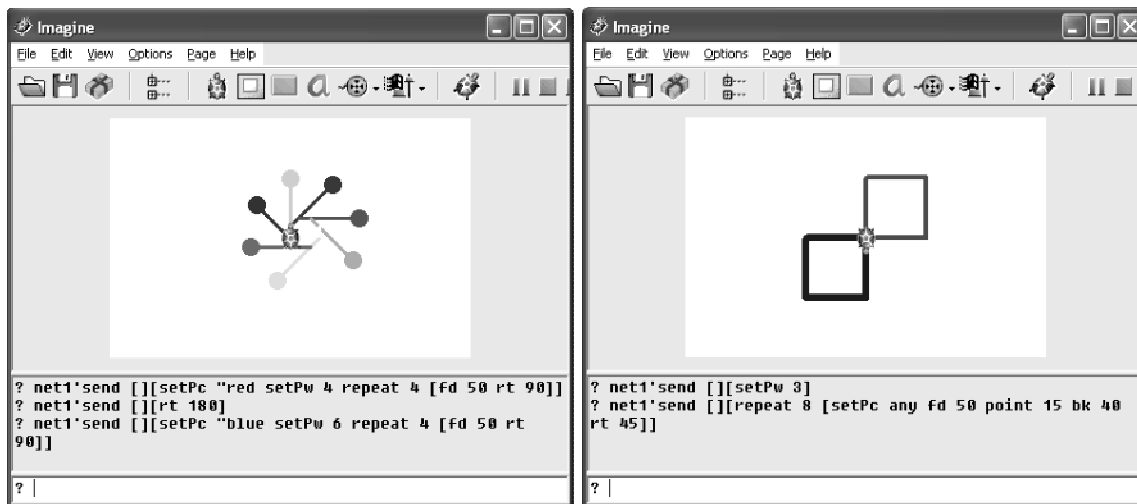 Imagine
File Edit View Options Page Help
? net1'send [][setPc "red setPw 4 repeat 4 [fd 50 rt 90]]
? net1'send [][rt 180]
? net1'send [][setPc "blue setPw 6 repeat 4 [fd 50 rt
90]]
?
Imagine
File Edit View Options Page Help
? net1'send [][setPw 3]
? net1'send [][repeat 8 [setPc any fd 50 point 15 bk 40
rt 45]]
?